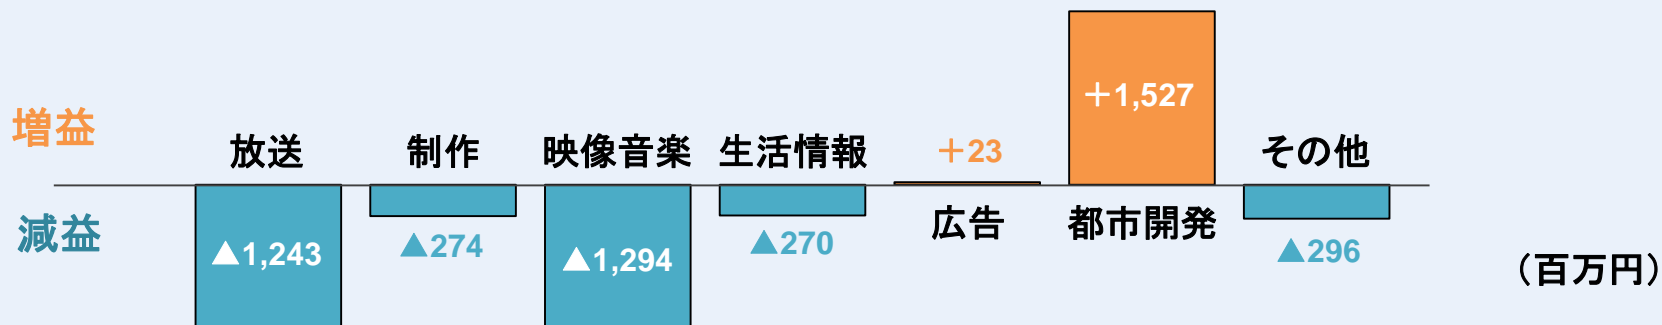 増益
減益
放送
▲1,243
制作
▲274
映像音楽
▲1,294
生活情報
▲270
+23
広告
+1,527
都市開発
その他
▲296
(百万円)